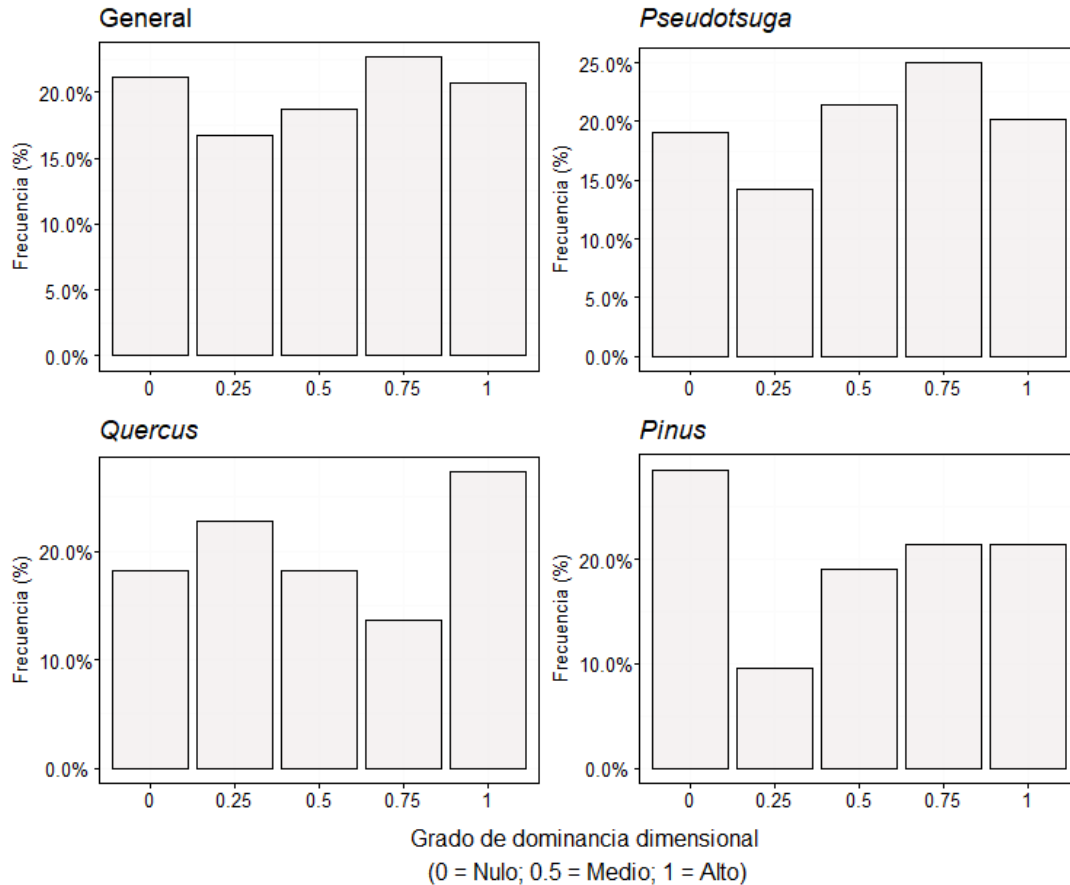 General
Frecuencia (%)
20.0%
15.0%
10.0%
5.0%
0.0%
0 0.25 0.5 0.75 1
Pseudotsuga
Frecuencia (%)
25.0%
20.0%
15.0%
10.0%
5.0%
0.0%
0 0.25 0.5 0.75 1
Quercus
Frecuencia (%)
20.0%
10.0%
0.0%
0 0.25 0.5 0.75 1
Pinus
Frecuencia (%)
20.0%
10.0%
0.0%
0 0.25 0.5 0.75 1
Grado de dominancia dimensional
(0 = Nulo; 0.5 = Medio; 1 = Alto)